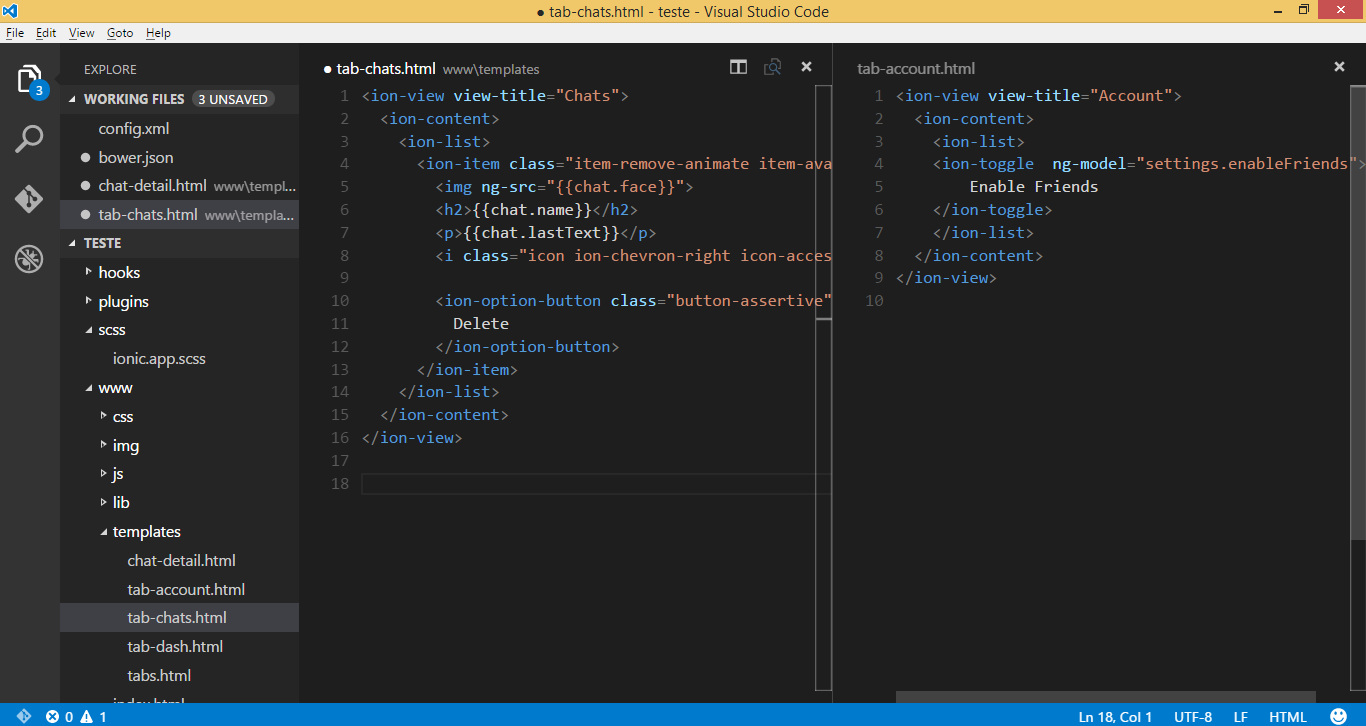 ● tab-chats.html - teste - Visual Studio Code
File Edit View Goto Help
3
EXPLORE
WORKING FILES 3 UNSAVED
config.xml
● bower.json
● chat-detail.html www\templ...
● tab-chats.html www\templa...
TESTE
hooks
plugins
scss
ionic.app.scss
www
css
img
js
lib
templates
chat-detail.html
tab-account.html
tab-chats.html
tab-dash.html
tabs.html
index.html
● tab-chats.html www\templates
1 <ion-view view-title="Chats">
2 <ion-content>
3 <ion-list>
4 <ion-item class="item-remove-animate item-ava
5 <img ng-src="{{chat.face}}">
6 <h2>{{chat.name}}</h2>
7 <p>{{chat.lastText}}</p>
8 <i class="icon ion-chevron-right icon-acces
9
10 <ion-option-button class="button-assertive"
11 Delete
12 </ion-option-button>
13 </ion-item>
14 </ion-list>
15 </ion-content>
16 </ion-view>
17
18
tab-account.html
1 <ion-view view-title="Account">
2 <ion-content>
3 <ion-list>
4 <ion-toggle  ng-model="settings.enableFriends">
5 Enable Friends
6 </ion-toggle>
7 </ion-list>
8 </ion-content>
9 </ion-view>
10
0 1
Ln 18, Col 1 UTF-8 LF HTML